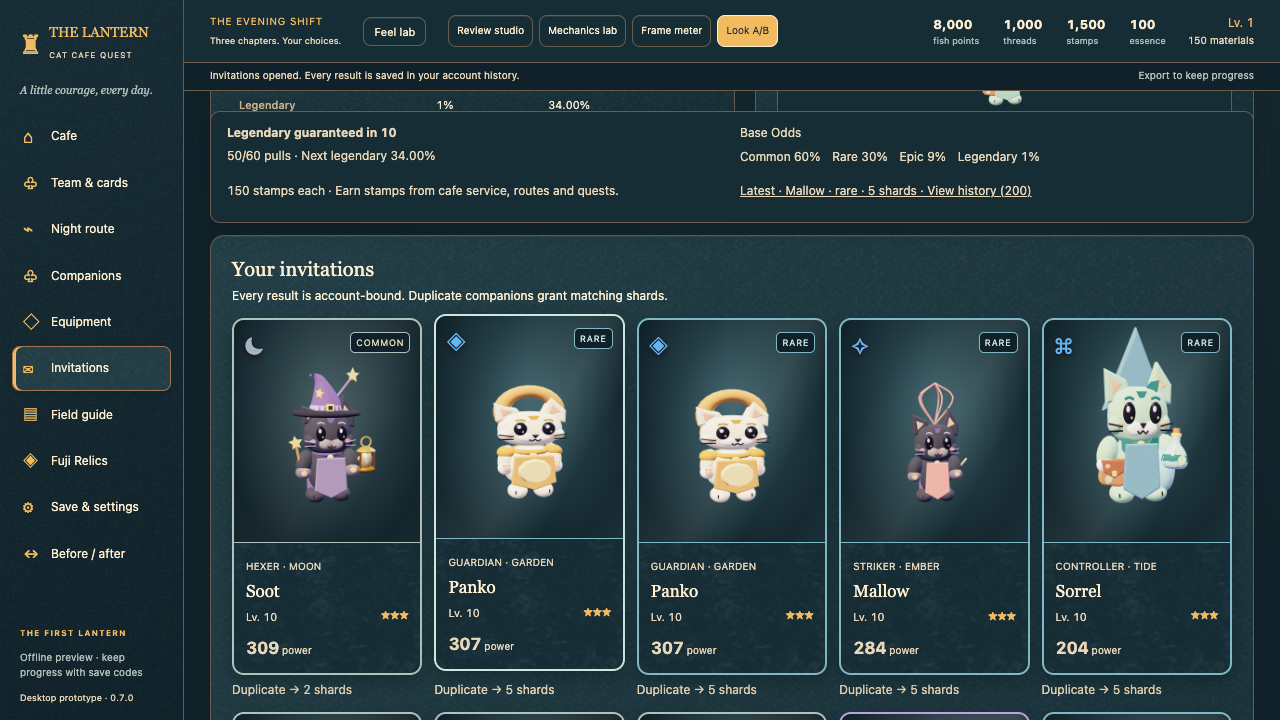 THE LANTERN
CAT CAFE QUEST
A little courage, every day.
Cafe
Team & cards
Night route
Companions
Equipment
Invitations
Field guide
Fuji Relics
Save & settings
Before / after
THE FIRST LANTERN
Offline preview · keep
progress with save codes
Desktop prototype · 0.7.0
THE EVENING SHIFT
Three chapters. Your choices.
Feel lab
Review studio
Mechanics lab
Frame meter
Look A/B
8,000
fish points
1,000
threads
1,500
stamps
100
essence
Lv. 1
150 materials
Invitations opened. Every result is saved in your account history.
Export to keep progress
Legendary 1% 34.00%
Legendary guaranteed in 10
50/60 pulls · Next legendary 34.00%
150 stamps each · Earn stamps from cafe service, routes and quests.
Base Odds
Common 60% Rare 30% Epic 9% Legendary 1%
Latest · Mallow · rare · 5 shards · View history (200)
Your invitations
Every result is account-bound. Duplicate companions grant matching shards.
COMMON
HEXER · MOON
Soot
Lv. 10
309 power
Duplicate → 2 shards
RARE
GUARDIAN · GARDEN
Panko
Lv. 10
307 power
Duplicate → 5 shards
RARE
GUARDIAN · GARDEN
Panko
Lv. 10
307 power
Duplicate → 5 shards
RARE
STRIKER · EMBER
Mallow
Lv. 10
284 power
Duplicate → 5 shards
RARE
CONTROLLER · TIDE
Sorrel
Lv. 10
204 power
Duplicate → 5 shards